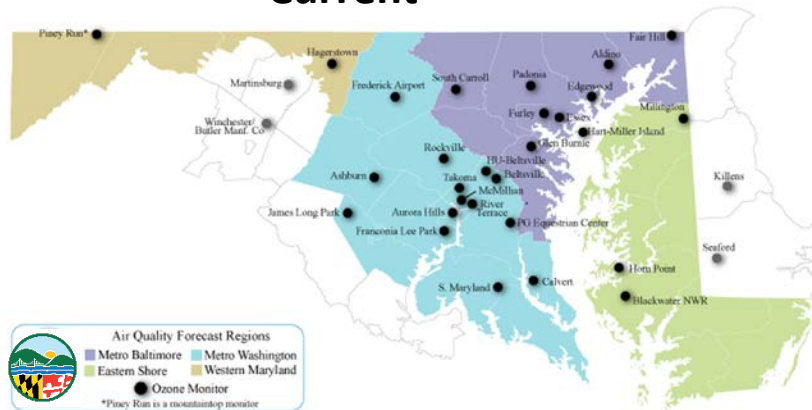 Current
Piney Run*
Fair Hill
Hagerstown
Aldino
Martinsburg
Frederick Airport
South Carroll
Padonia
Edgewood
Millington
Furley
Essex
Winchester/
Butler Manf. Co
Hart-Miller Island
Glen Burnie
Rockville
HU-Beltsville
Ashburn
Takoma
Beltsville
Killens
McMillian
James Long Park
Aurora Hills
River
Terrace
PG Equestrian Center
Franconia Lee Park
Seaford
Horn Point
S. Maryland
Calvert
Blackwater NWR
Air Quality Forecast Regions
Metro Baltimore
Metro Washington
Eastern Shore
Western Maryland
Ozone Monitor
*Piney Run is a mountaintop monitor